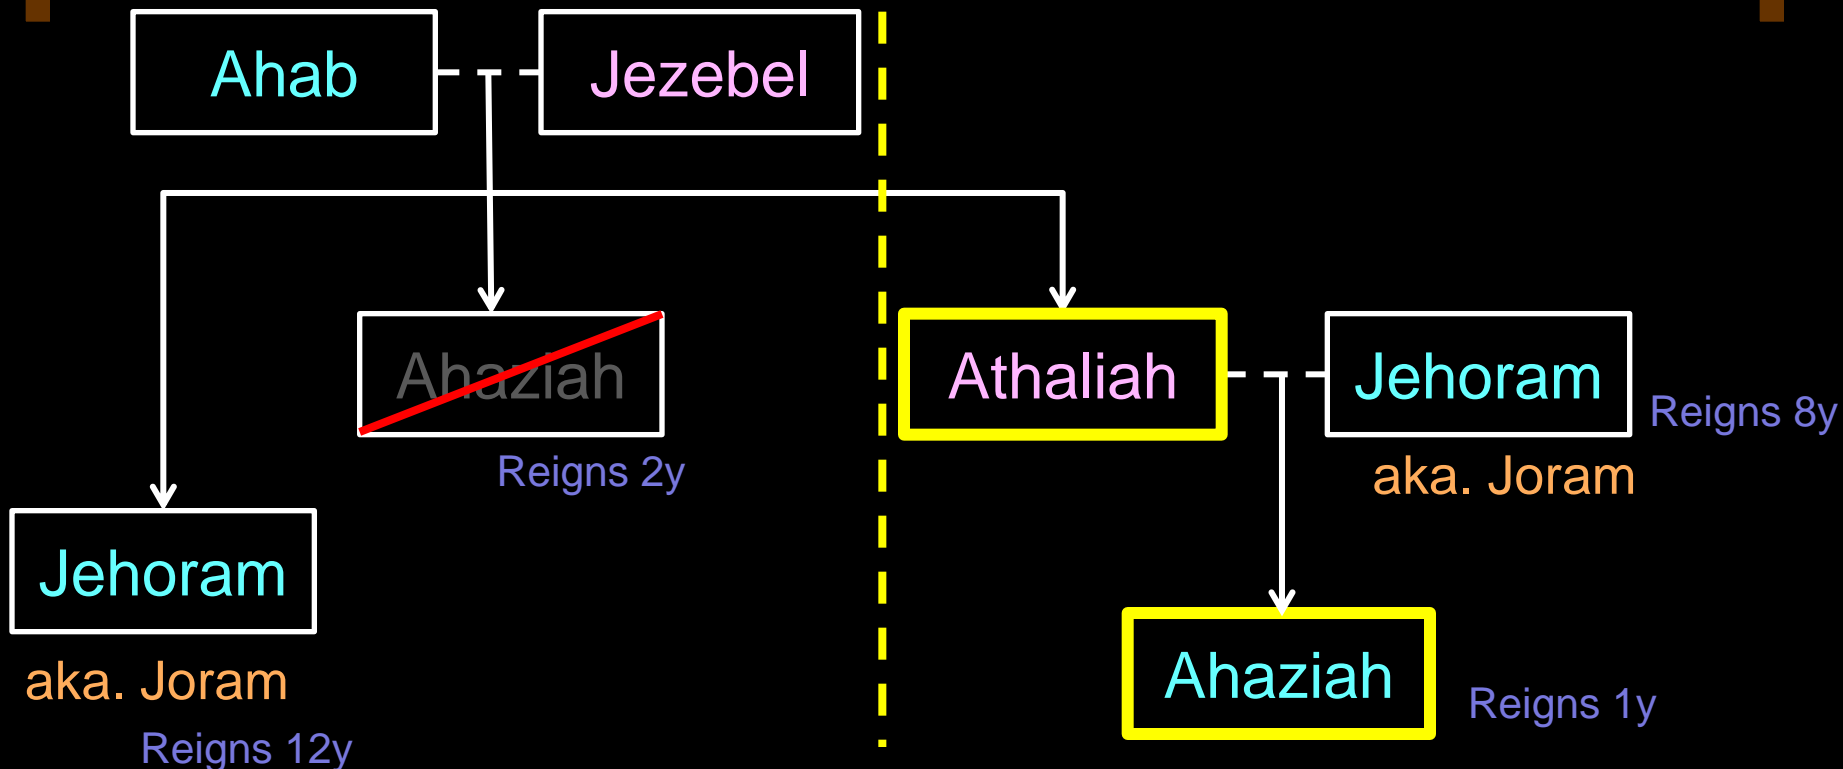 Ahab
Jezebel
Ahaziah
Reigns 2y
Athaliah
Jehoram
Reigns 8y
aka. Joram
Jehoram
aka. Joram
Reigns 12y
Ahaziah
Reigns 1y